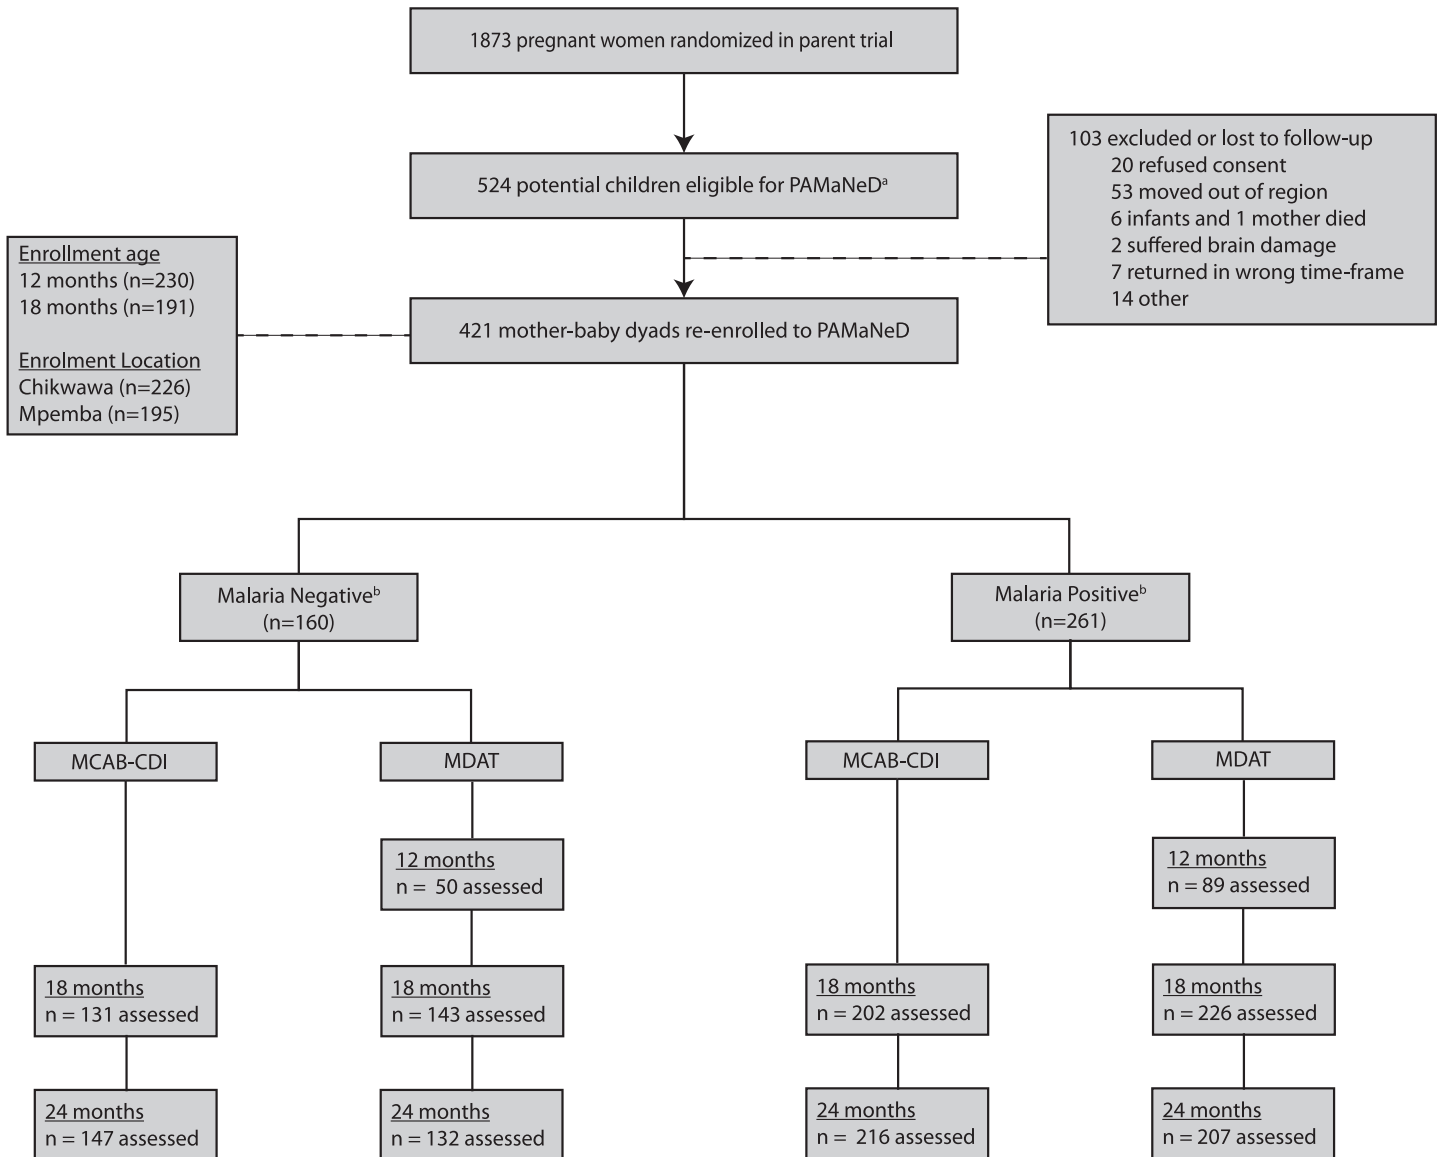 1873 pregnant women randomized in parent trial
524 potential children eligible for PAMaNeDᵃ
103 excluded or lost to follow-up
20 refused consent
53 moved out of region
6 infants and 1 mother died
2 suffered brain damage
7 returned in wrong time-frame
14 other
Enrollment age
12 months (n=230)
18 months (n=191)
Enrolment Location
Chikwawa (n=226)
Mpemba (n=195)
421 mother-baby dyads re-enrolled to PAMaNeD
Malaria Negativeᵇ
(n=160)
Malaria Positiveᵇ
(n=261)
MCAB-CDI
MDAT
MCAB-CDI
MDAT
12 months
n = 50 assessed
12 months
n = 89 assessed
18 months
n = 131 assessed
18 months
n = 143 assessed
18 months
n = 202 assessed
18 months
n = 226 assessed
24 months
n = 147 assessed
24 months
n = 132 assessed
24 months
n = 216 assessed
24 months
n = 207 assessed